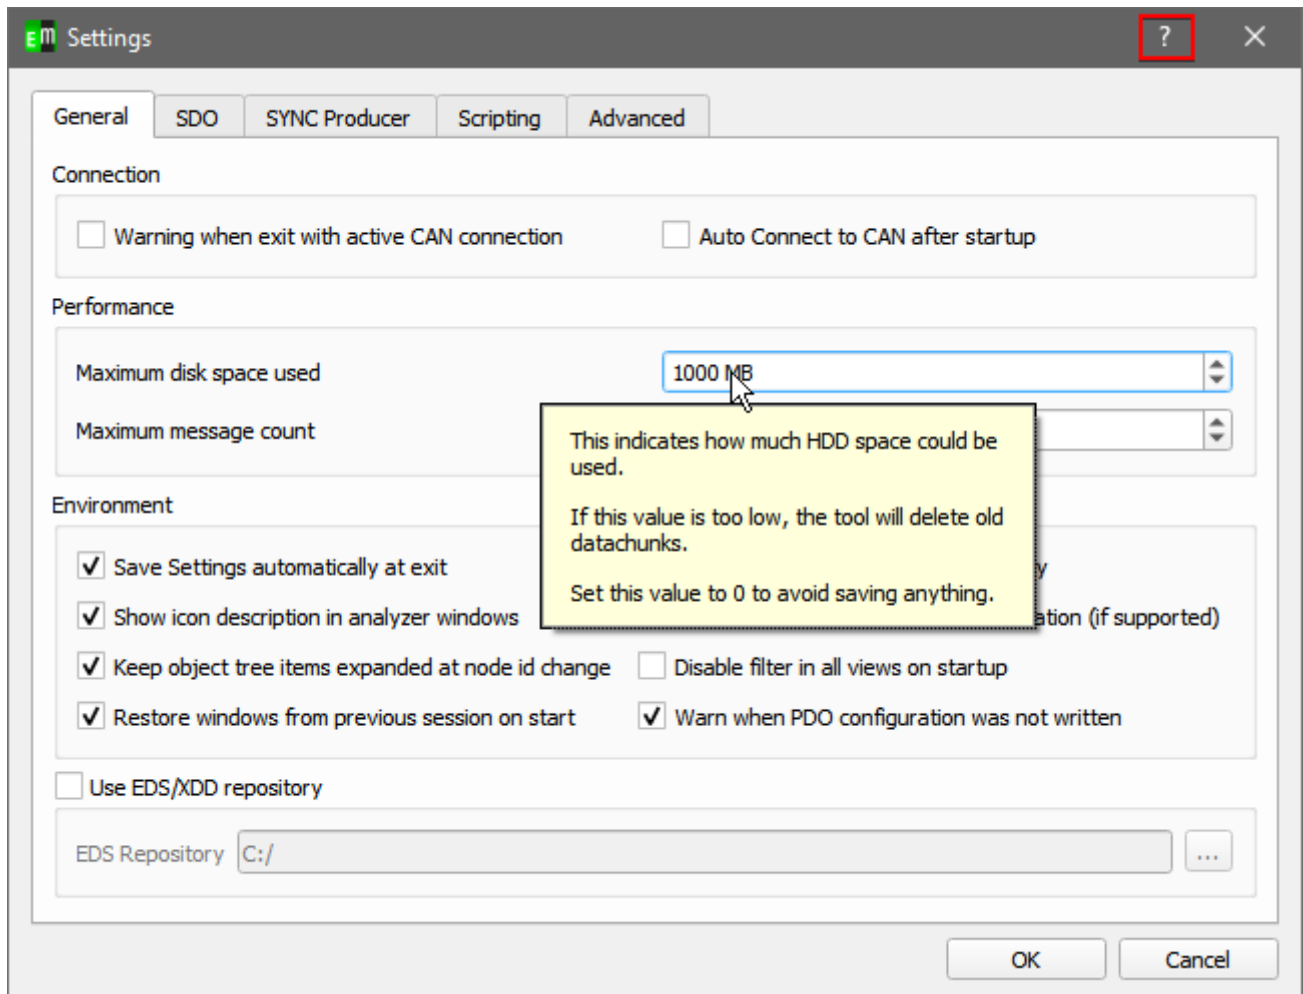 EM Settings ?
General SDO SYNC Producer Scripting Advanced
Connection
Warning when exit with active CAN connection Auto Connect to CAN after startup
Performance
Maximum disk space used 1000 MB
Maximum message count
This indicates how much HDD space could be
used.
If this value is too low, the tool will delete old
datachunks.
Set this value to 0 to avoid saving anything.
Environment
Save Settings automatically at exit
Show icon description in analyzer windows (if supported)
Keep object tree items expanded at node id change Disable filter in all views on startup
Restore windows from previous session on start Warn when PDO configuration was not written
Use EDS/XDD repository
EDS Repository C:/ ...
OK Cancel